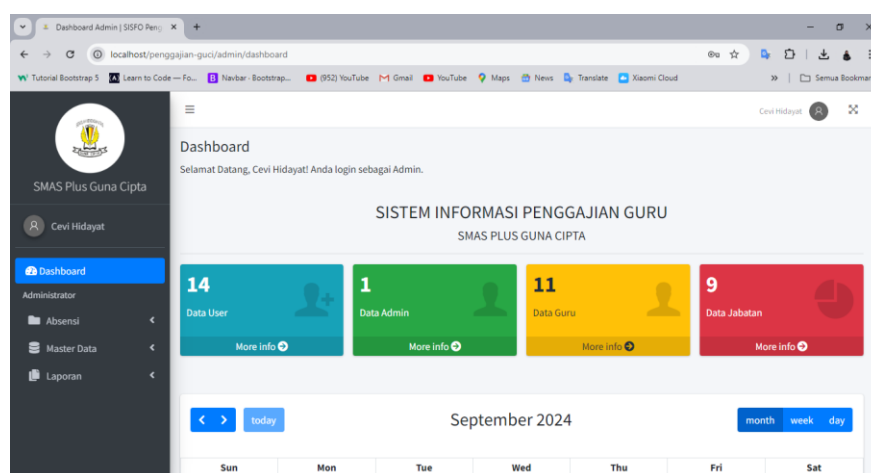 Dashboard Admin | SISFO Peng
localhost/penggajian-guci/admin/dashboard
Tutorial Bootstrap 5 Learn to Code — Fo... Navbar · Bootstrap... (952) YouTube Gmail YouTube Maps News Translate Xiaomi Cloud » Semua Bookmar
SMAS Plus Guna Cipta
Cevi Hidayat
Dashboard
Administrator
Absensi
Master Data
Laporan
Cevi Hidayat
Dashboard
Selamat Datang, Cevi Hidayat! Anda login sebagai Admin.
SISTEM INFORMASI PENGGAJIAN GURU
SMAS PLUS GUNA CIPTA
14
Data User
More info
1
Data Admin
More info
11
Data Guru
More info
9
Data Jabatan
More info
today
September 2024
month week day
Sun Mon Tue Wed Thu Fri Sat